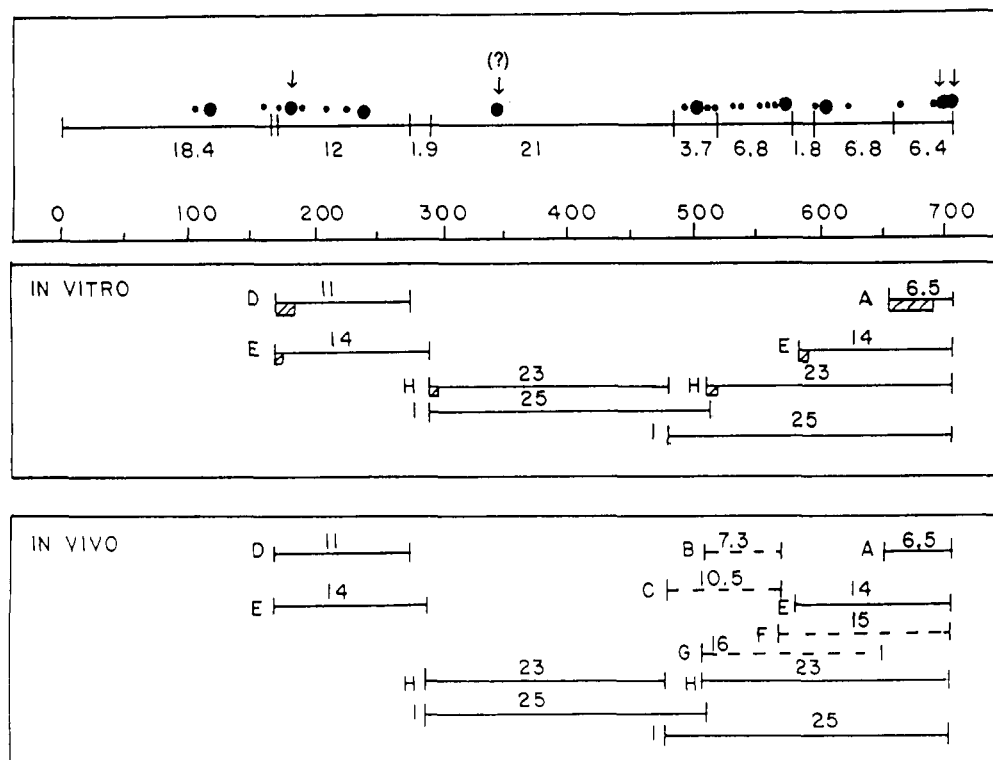 (?)
↓ ↓ ↓ ↓
18.4 12 1.9 21 3.7 6.8 1.8 6.8 6.4
0 100 200 300 400 500 600 700
IN VITRO
D 11 A 6.5
E 14 E 14
H 23 H 23
I 25
I 25
IN VIVO
D 11 B 7.3 A 6.5
C 10.5
E 14 E 14
F 15
G 16
H 23 H 23
I 25
I 25